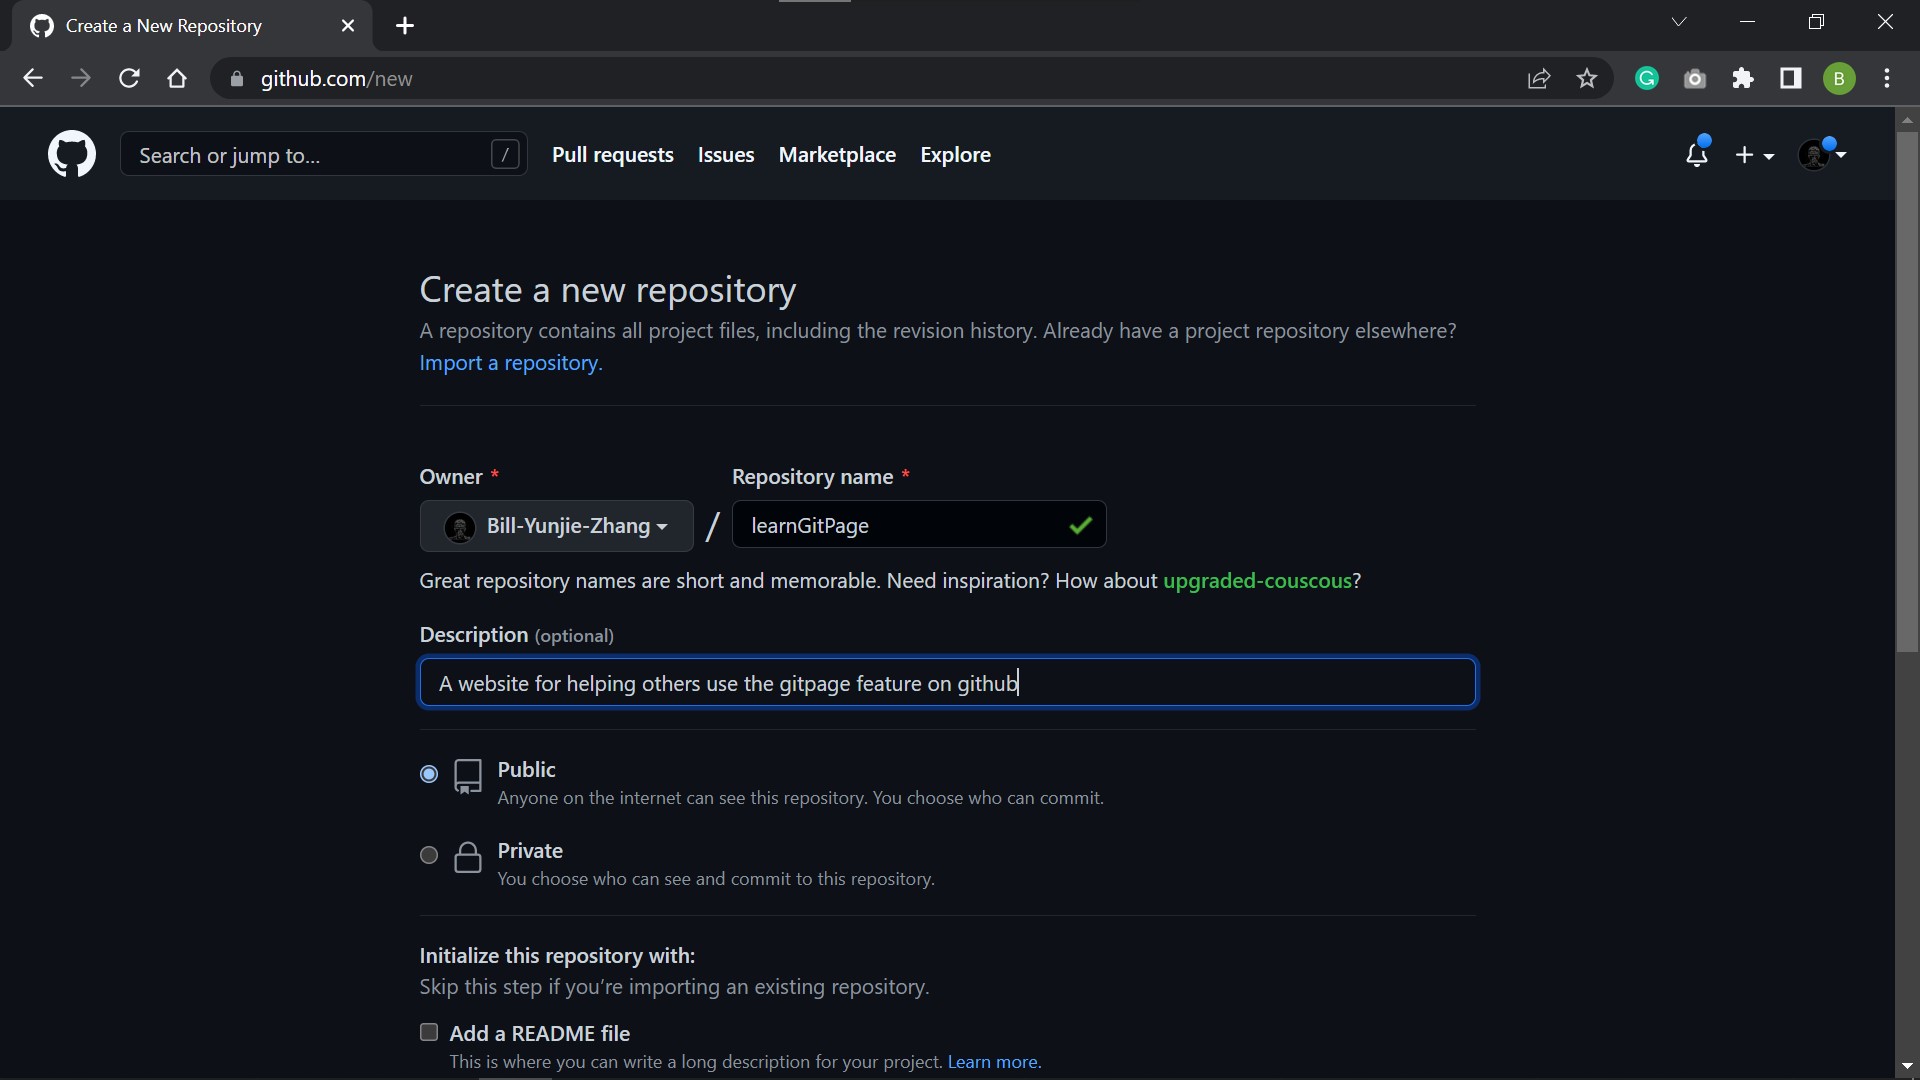 Create a New Repository
github.com/new
G
B
Search or jump to...
/
Pull requests
Issues
Marketplace
Explore
Create a new repository
A repository contains all project files, including the revision history. Already have a project repository elsewhere?
Import a repository.
Owner *
Repository name *
Bill-Yunjie-Zhang / learnGitPage
Great repository names are short and memorable. Need inspiration? How about upgraded-couscous?
Description (optional)
A website for helping others use the gitpage feature on github
Public
Anyone on the internet can see this repository. You choose who can commit.
Private
You choose who can see and commit to this repository.
Initialize this repository with:
Skip this step if you're importing an existing repository.
Add a README file
This is where you can write a long description for your project. Learn more.